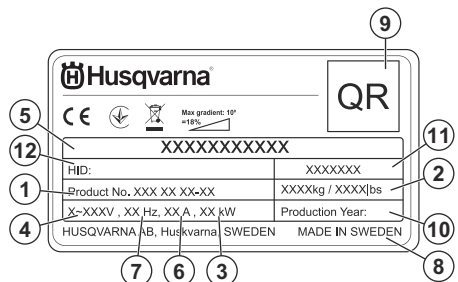 9
Husqvarna®
QR
CE
Max gradient: 10°
=18%
5
XXXXXXXXXXX
11
12
HID:
XXXXXXX
1
Product No. XXX XX XX-XX
XXXXkg / XXXXlbs
2
4
X~XXXV , XX Hz, XX A , XX kW
Production Year:
10
HUSQVARNA AB, Huskvarna, SWEDEN
MADE IN SWEDEN
7
6
3
8